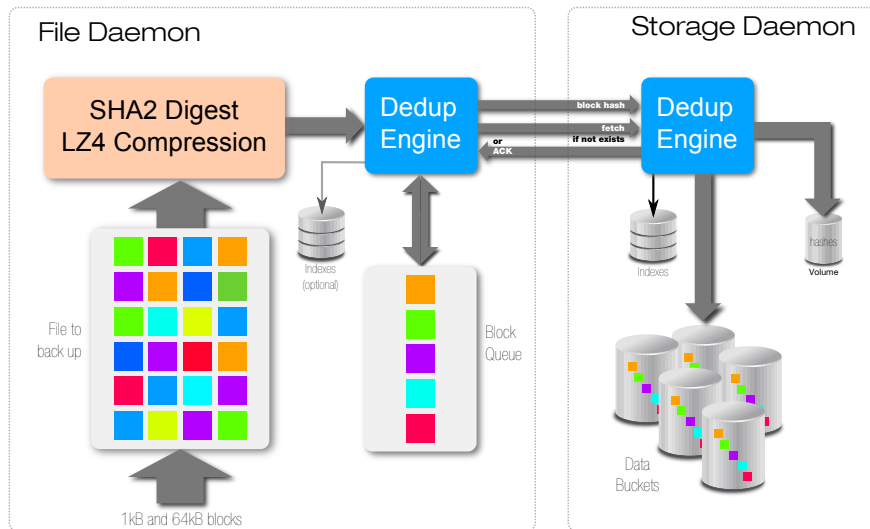 File Daemon
Storage Daemon
SHA2 Digest
LZ4 Compression
Dedup
Engine
block hash
fetch
if not exists
or
ACK
Dedup
Engine
Indexes
(optional)
Indexes
hashes
Volume
File to
back up
Block
Queue
Data
Buckets
1kB and 64kB blocks